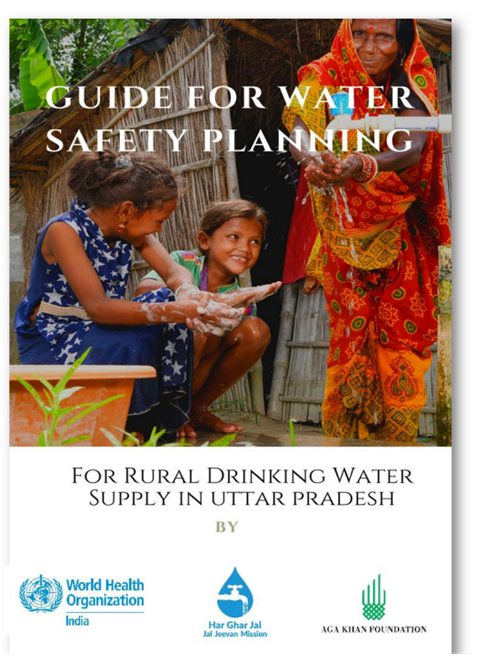 GUIDE FOR WATER
SAFETY PLANNING
FOR RURAL DRINKING WATER
SUPPLY IN UTTAR PRADESH
BY
World Health
Organization
India
Har Ghar Jal
Jal Jeevan Mission
AGA KHAN FOUNDATION